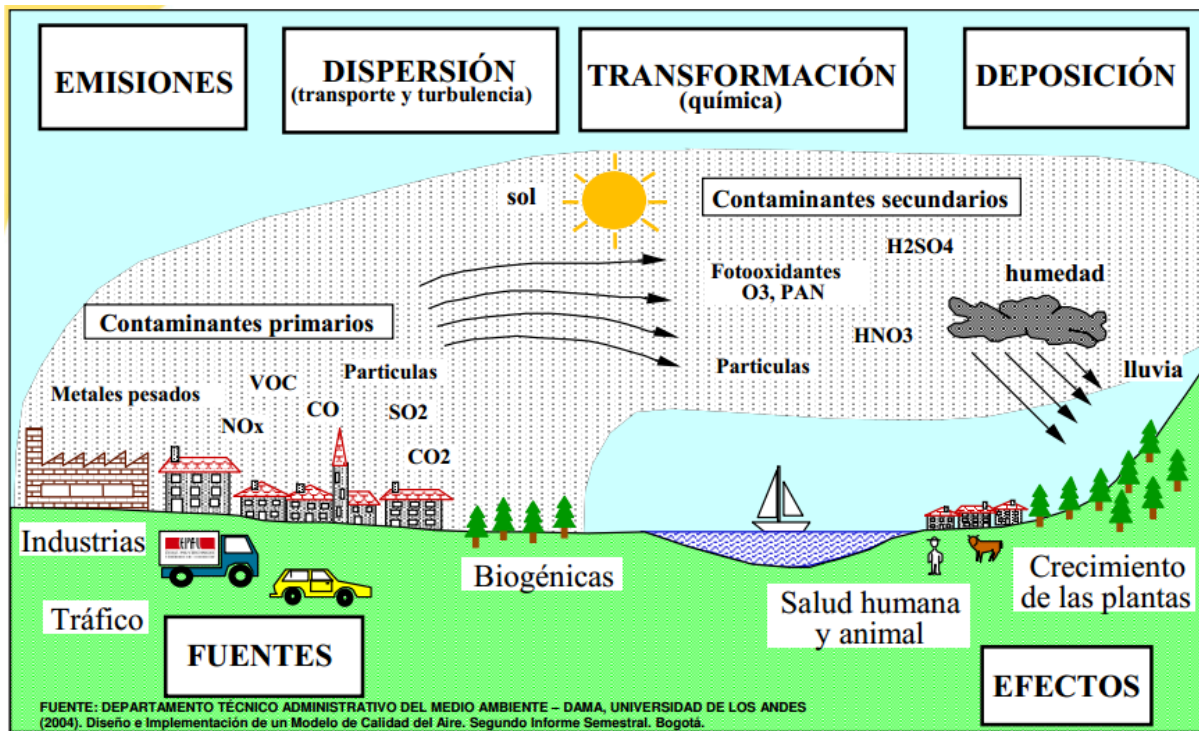 EMISIONES
DISPERSIÓN
(transporte y turbulencia)
TRANSFORMACIÓN
(química)
DEPOSICIÓN
sol
Contaminantes secundarios
H2SO4
Fotooxidantes
O3, PAN
humedad
Contaminantes primarios
HNO3
Particulas
Particulas
lluvia
Metales pesados
VOC
CO
SO2
NOx
CO2
Industrias
Tráfico
Biogénicas
Salud humana
y animal
Crecimiento
de las plantas
FUENTES
EFECTOS
FUENTE: DEPARTAMENTO TÉCNICO ADMINISTRATIVO DEL MEDIO AMBIENTE – DAMA, UNIVERSIDAD DE LOS ANDES
(2004). Diseño e Implementación de un Modelo de Calidad del Aire. Segundo Informe Semestral. Bogotá.